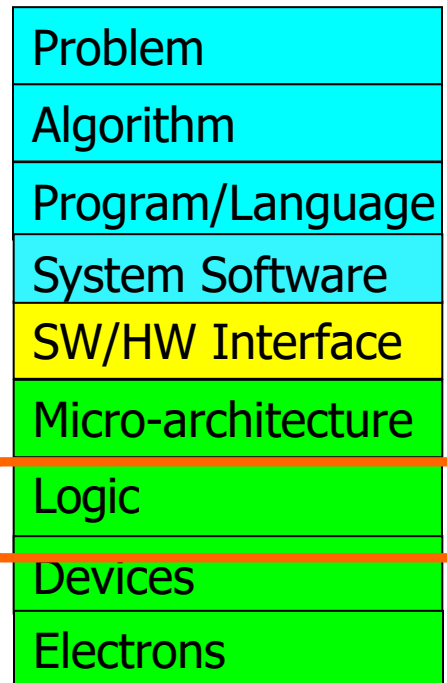 Problem
Algorithm
Program/Language
System Software
SW/HW Interface
Micro-architecture
Logic
Devices
Electrons